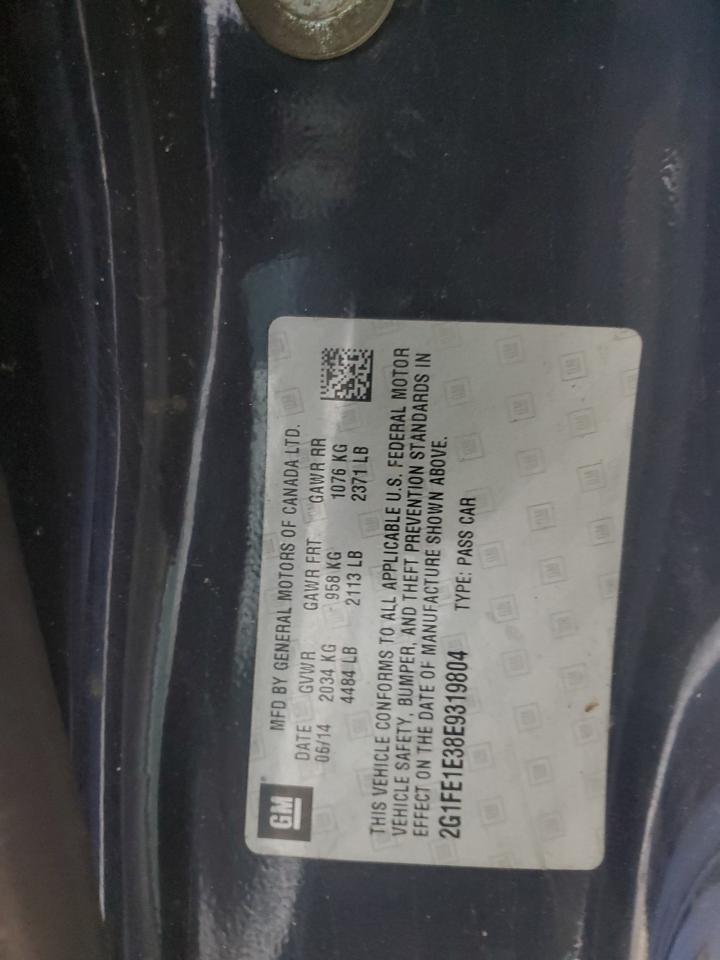 GM
MFD BY GENERAL MOTORS OF CANADA LTD.
DATE GVWR GAWR FRT. GAWR RR
06/14 2034 KG 958 KG 1076 KG
4484 LB 2113 LB 2371 LB
THIS VEHICLE CONFORMS TO ALL APPLICABLE U.S. FEDERAL MOTOR
VEHICLE SAFETY, BUMPER, AND THEFT PREVENTION STANDARDS IN
EFFECT ON THE DATE OF MANUFACTURE SHOWN ABOVE.
2G1FE1E38E9319804 TYPE: PASS CAR